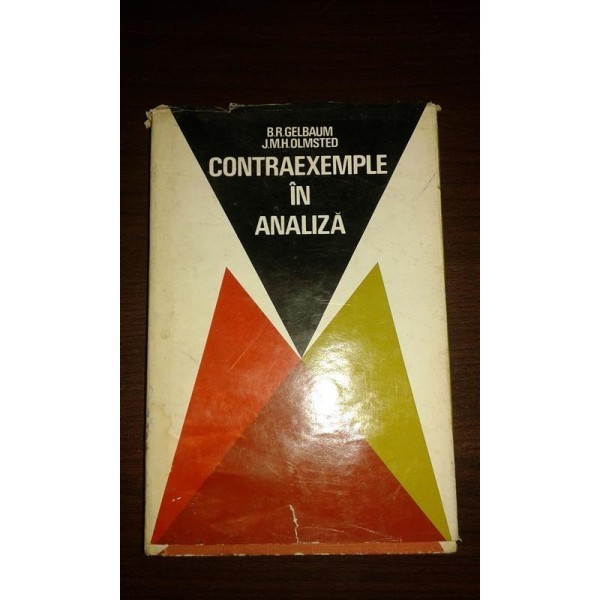 B.R.GELBAUM
J.M.H.OLMSTED
CONTRAEXEMPLE
ÎN
ANALIZĂ